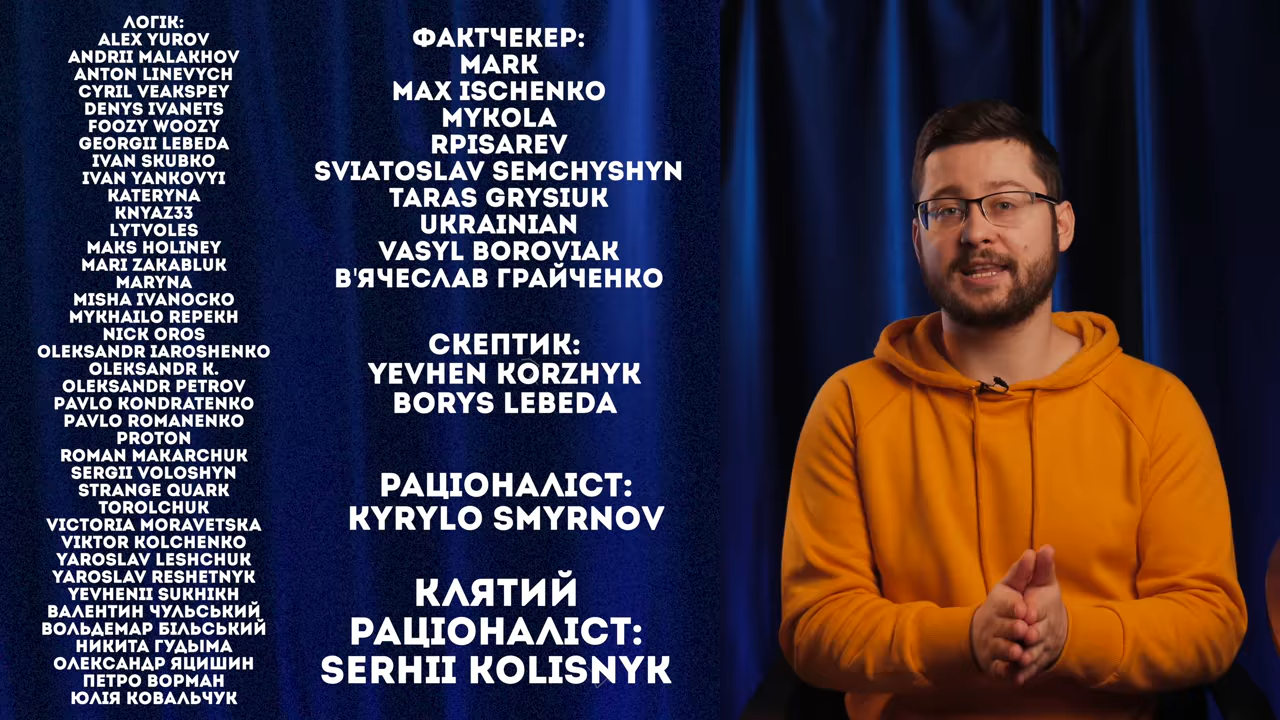 ЛОГІК:
ALEX YUROV
ANDRII MALAKHOV
ANTON LINEVYCH
CYRIL VEAKSPEY
DENYS IVANETS
FOOZY WOOZY
GEORGII LEBEDA
IVAN SKUBKO
IVAN YANKOVYI
KATERYNA
KNYAZ33
LYTVOLES
MAKS HOLINEY
MARI ZAKABLUK
MARYNA
MISHA IVANOCKO
MYKHAILO REPEKH
NICK OROS
OLEKSANDR IAROSHENKO
OLEKSANDR K.
OLEKSANDR PETROV
PAVLO KONDRATENKO
PAVLO ROMANENKO
PROTON
ROMAN MAKARCHUK
SERGII VOLOSHYN
STRANGE QUARK
TOROLCHUK
VICTORIA MORAVETSKA
VIKTOR KOLCHENKO
YAROSLAV LESHCHUK
YAROSLAV RESHETNYK
YEVHENII SUKHIKH
ВАЛЕНТИН ЧУЛЬСЬКИЙ
ВОЛЬДЕМАР БІЛЬСЬКИЙ
НИКИТА ГУДЫМА
ОЛЕКСАНДР ЯЦИШИН
ПЕТРО ВОРМАН
ЮЛІЯ КОВАЛЬЧУК
ФАКТЧЕКЕР:
MARK
MAX ISCHENKO
MYKOLA
RPISAREV
SVIATOSLAV SEMCHYSHYN
TARAS GRYSIUK
UKRAINIAN
VASYL BOROVIAK
В'ЯЧЕСЛАВ ГРАЙЧЕНКО
СКЕПТИК:
YEVHEN KORZHYK
BORYS LEBEDA
РАЦІОНАЛІСТ:
KYRYLO SMYRNOV
КЛЯТИЙ
РАЦІОНАЛІСТ:
SERHII KOLISNYK